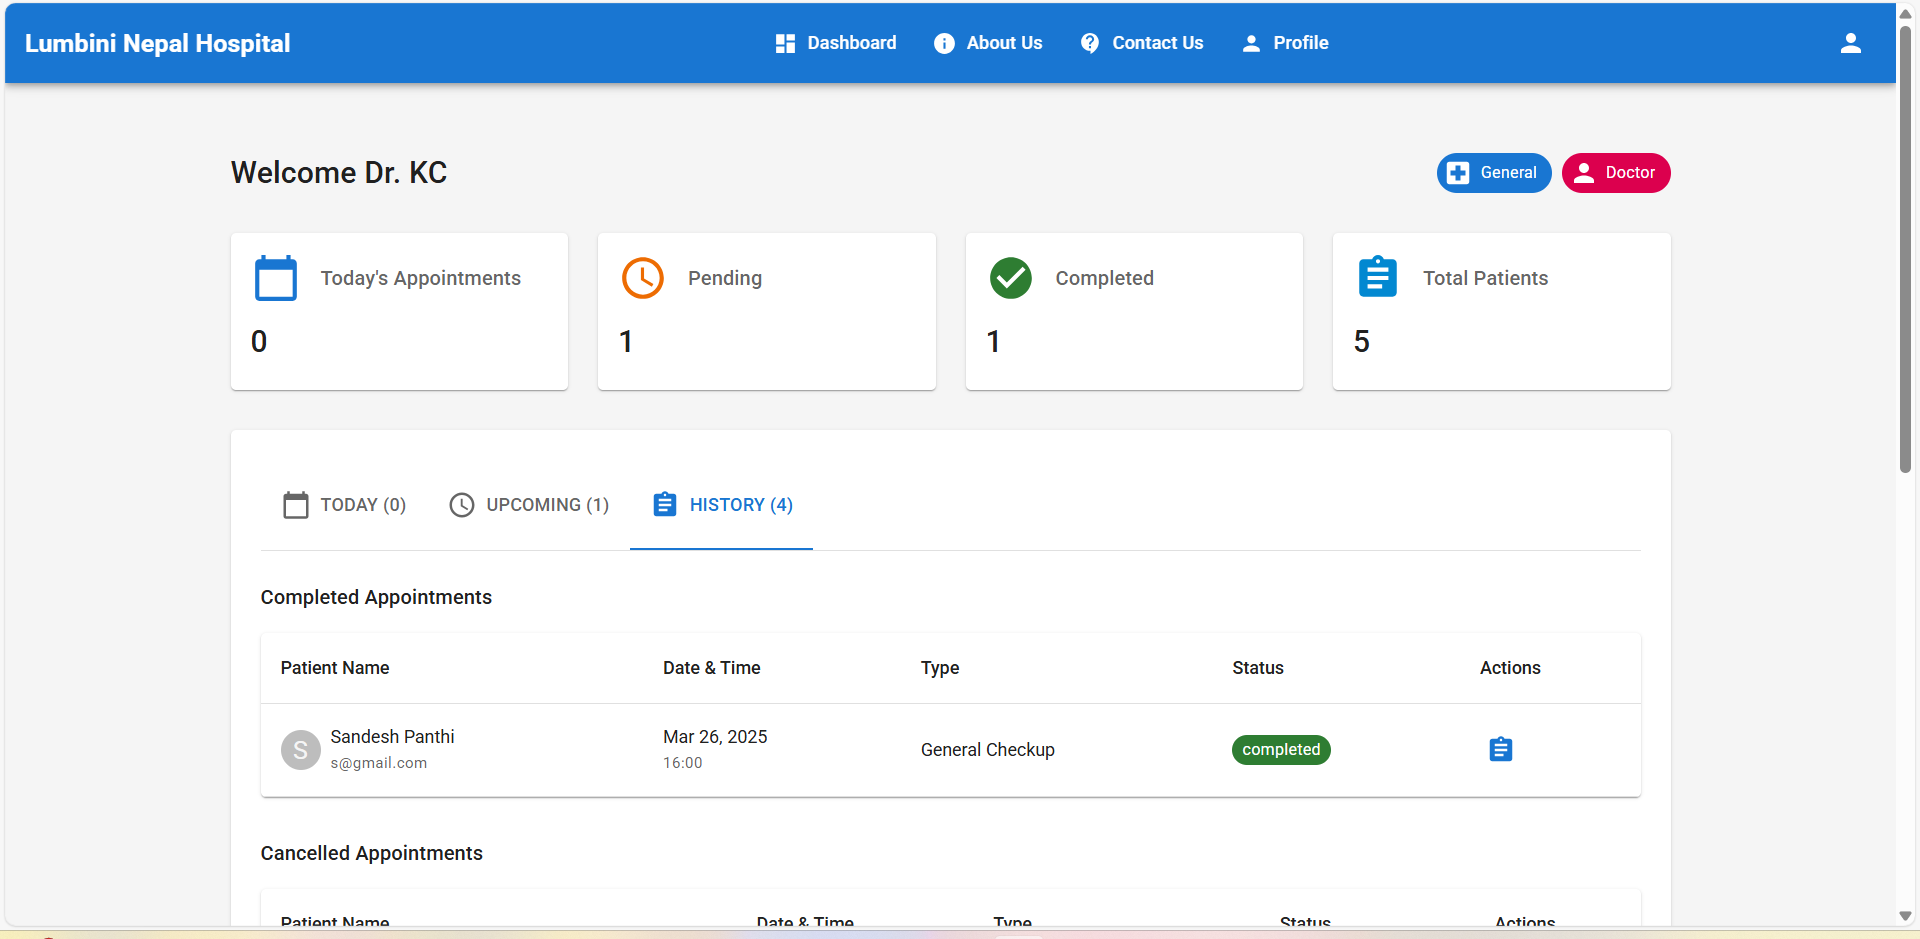 Lumbini Nepal Hospital
Dashboard
About Us
Contact Us
Profile
Welcome Dr. KC
General
Doctor
Today's Appointments
0
Pending
1
Completed
1
Total Patients
5
TODAY (0)
UPCOMING (1)
HISTORY (4)
Completed Appointments
Patient Name Date & Time Type Status Actions
S
Sandesh Panthi
s@gmail.com
Mar 26, 2025
16:00
General Checkup
completed
Cancelled Appointments
Patient Name Date & Time Type Status Actions